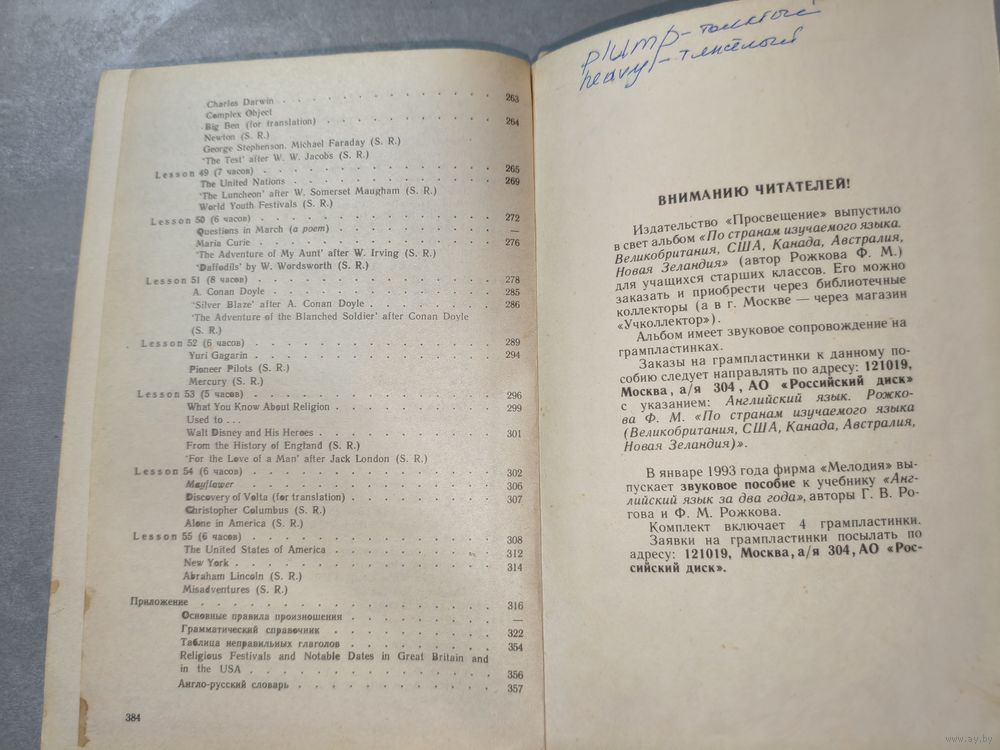 Charles Darwin . . . . . . . . . . . . 263
Complex Object
Big Ben (for translation) . . . . . . . . . . 264
Newton (S. R.)
George Stephenson. Michael Faraday (S. R.)
'The Test' after W. W. Jacobs (S. R.)
Lesson 49 (7 часов) . . . . . . . . . . . . 265
The United Nations . . . . . . . . . . . . 269
'The Luncheon' after W. Somerset Maugham (S. R.)
World Youth Festivals (S. R.)
Lesson 50 (6 часов) . . . . . . . . . . . . 272
Questions in March (a poem) . . . . . . . . . —
Maria Curie . . . . . . . . . . . . 276
'The Adventure of My Aunt' after W. Irving (S. R.)
'Daffodils' by W. Wordsworth (S. R.)
Lesson 51 (8 часов) . . . . . . . . . . . . 278
A. Conan Doyle . . . . . . . . . . . . 285
'Silver Blaze' after A. Conan Doyle . . . . . . . 286
'The Adventure of the Blanched Soldier' after Conan Doyle
(S. R.)
Lesson 52 (6 часов) . . . . . . . . . . . . 289
Yuri Gagarin . . . . . . . . . . . . 294
Pioneer Pilots (S. R.)
Mercury (S. R.)
Lesson 53 (5 часов) . . . . . . . . . . . . 296
What You Know About Religion . . . . . . . . 299
Used to ...
Walt Disney and His Heroes . . . . . . . . . 301
From the History of England (S. R.)
'For the Love of a Man' after Jack London (S. R.)
Lesson 54 (6 часов) . . . . . . . . . . . . 302
Mayflower . . . . . . . . . . . . 306
Discovery of Volta (for translation) . . . . . . . . 307
Christopher Columbus (S. R.)
Alone in America (S. R.)
Lesson 55 (6 часов) . . . . . . . . . . . . 308
The United States of America . . . . . . . . . 312
New York . . . . . . . . . . . . 314
Abraham Lincoln (S. R.)
Misadventures (S. R.)
Приложение . . . . . . . . . . . . 316
Основные правила произношения . . . . . . . . —
Грамматический справочник . . . . . . . . . 322
Таблица неправильных глаголов . . . . . . . . 354
Religious Festivals and Notable Dates in Great Britain and
in the USA . . . . . . . . . . . . 356
Англо-русский словарь . . . . . . . . . . 357
384
plump - толстый
heavy - тяжёлый
ВНИМАНИЮ ЧИТАТЕЛЕЙ!
Издательство «Просвещение» выпустило
в свет альбом «По странам изучаемого языка.
Великобритания, США, Канада, Австралия,
Новая Зеландия» (автор Рожкова Ф. М.)
для учащихся старших классов. Его можно
заказать и приобрести через библиотечные
коллекторы (а в г. Москве — через магазин
«Учколлектор»).
Альбом имеет звуковое сопровождение на
грампластинках.
Заказы на грампластинки к данному по-
собию следует направлять по адресу: 121019,
Москва, а/я 304, АО «Российский диск»
с указанием: Английский язык. Рожко-
ва Ф. М. «По странам изучаемого языка
(Великобритания, США, Канада, Австралия,
Новая Зеландия)».
В январе 1993 года фирма «Мелодия» вы-
пускает звуковое пособие к учебнику «Анг-
лийский язык за два года», авторы Г. В. Ро-
гова и Ф. М. Рожкова.
Комплект включает 4 грампластинки.
Заявки на грампластинки посылать по
адресу: 121019, Москва, а/я 304, АО «Рос-
сийский диск».
www.ay.by